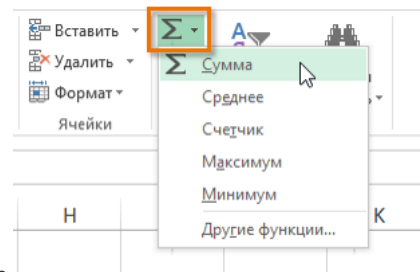 Вставить
Σ
А
Удалить
Σ Сумма
Формат
Среднее
Ячейки
Счетчик
Максимум
Минимум
H
Другие функции...
K